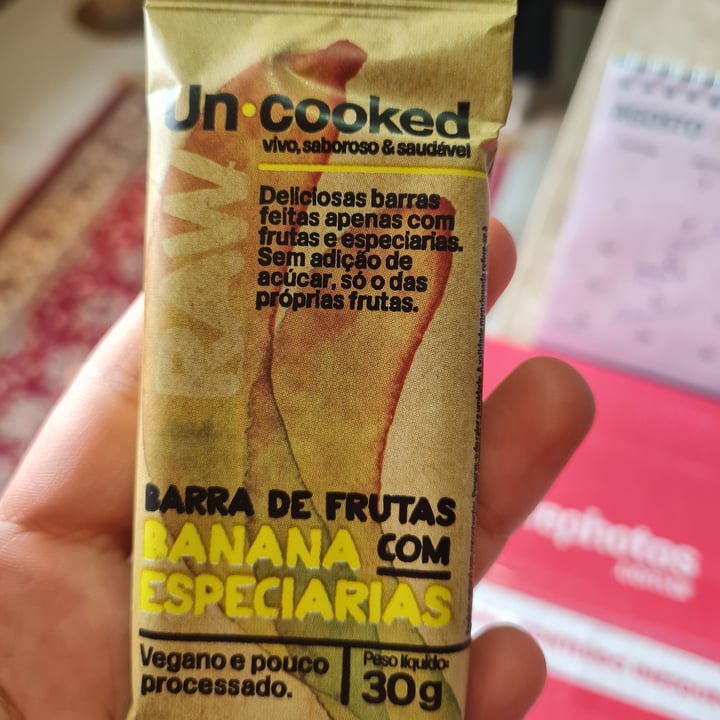 Un·cooked
vivo, saboroso & saudável
RAW
Deliciosas barras
feitas apenas com
frutas e especiarias.
Sem adição de
açúcar, só o das
próprias frutas.
BARRA DE FRUTAS
BANANA COM
ESPECIARIAS
Vegano e pouco
processado.
Peso líquido:
30g
AGOSTO